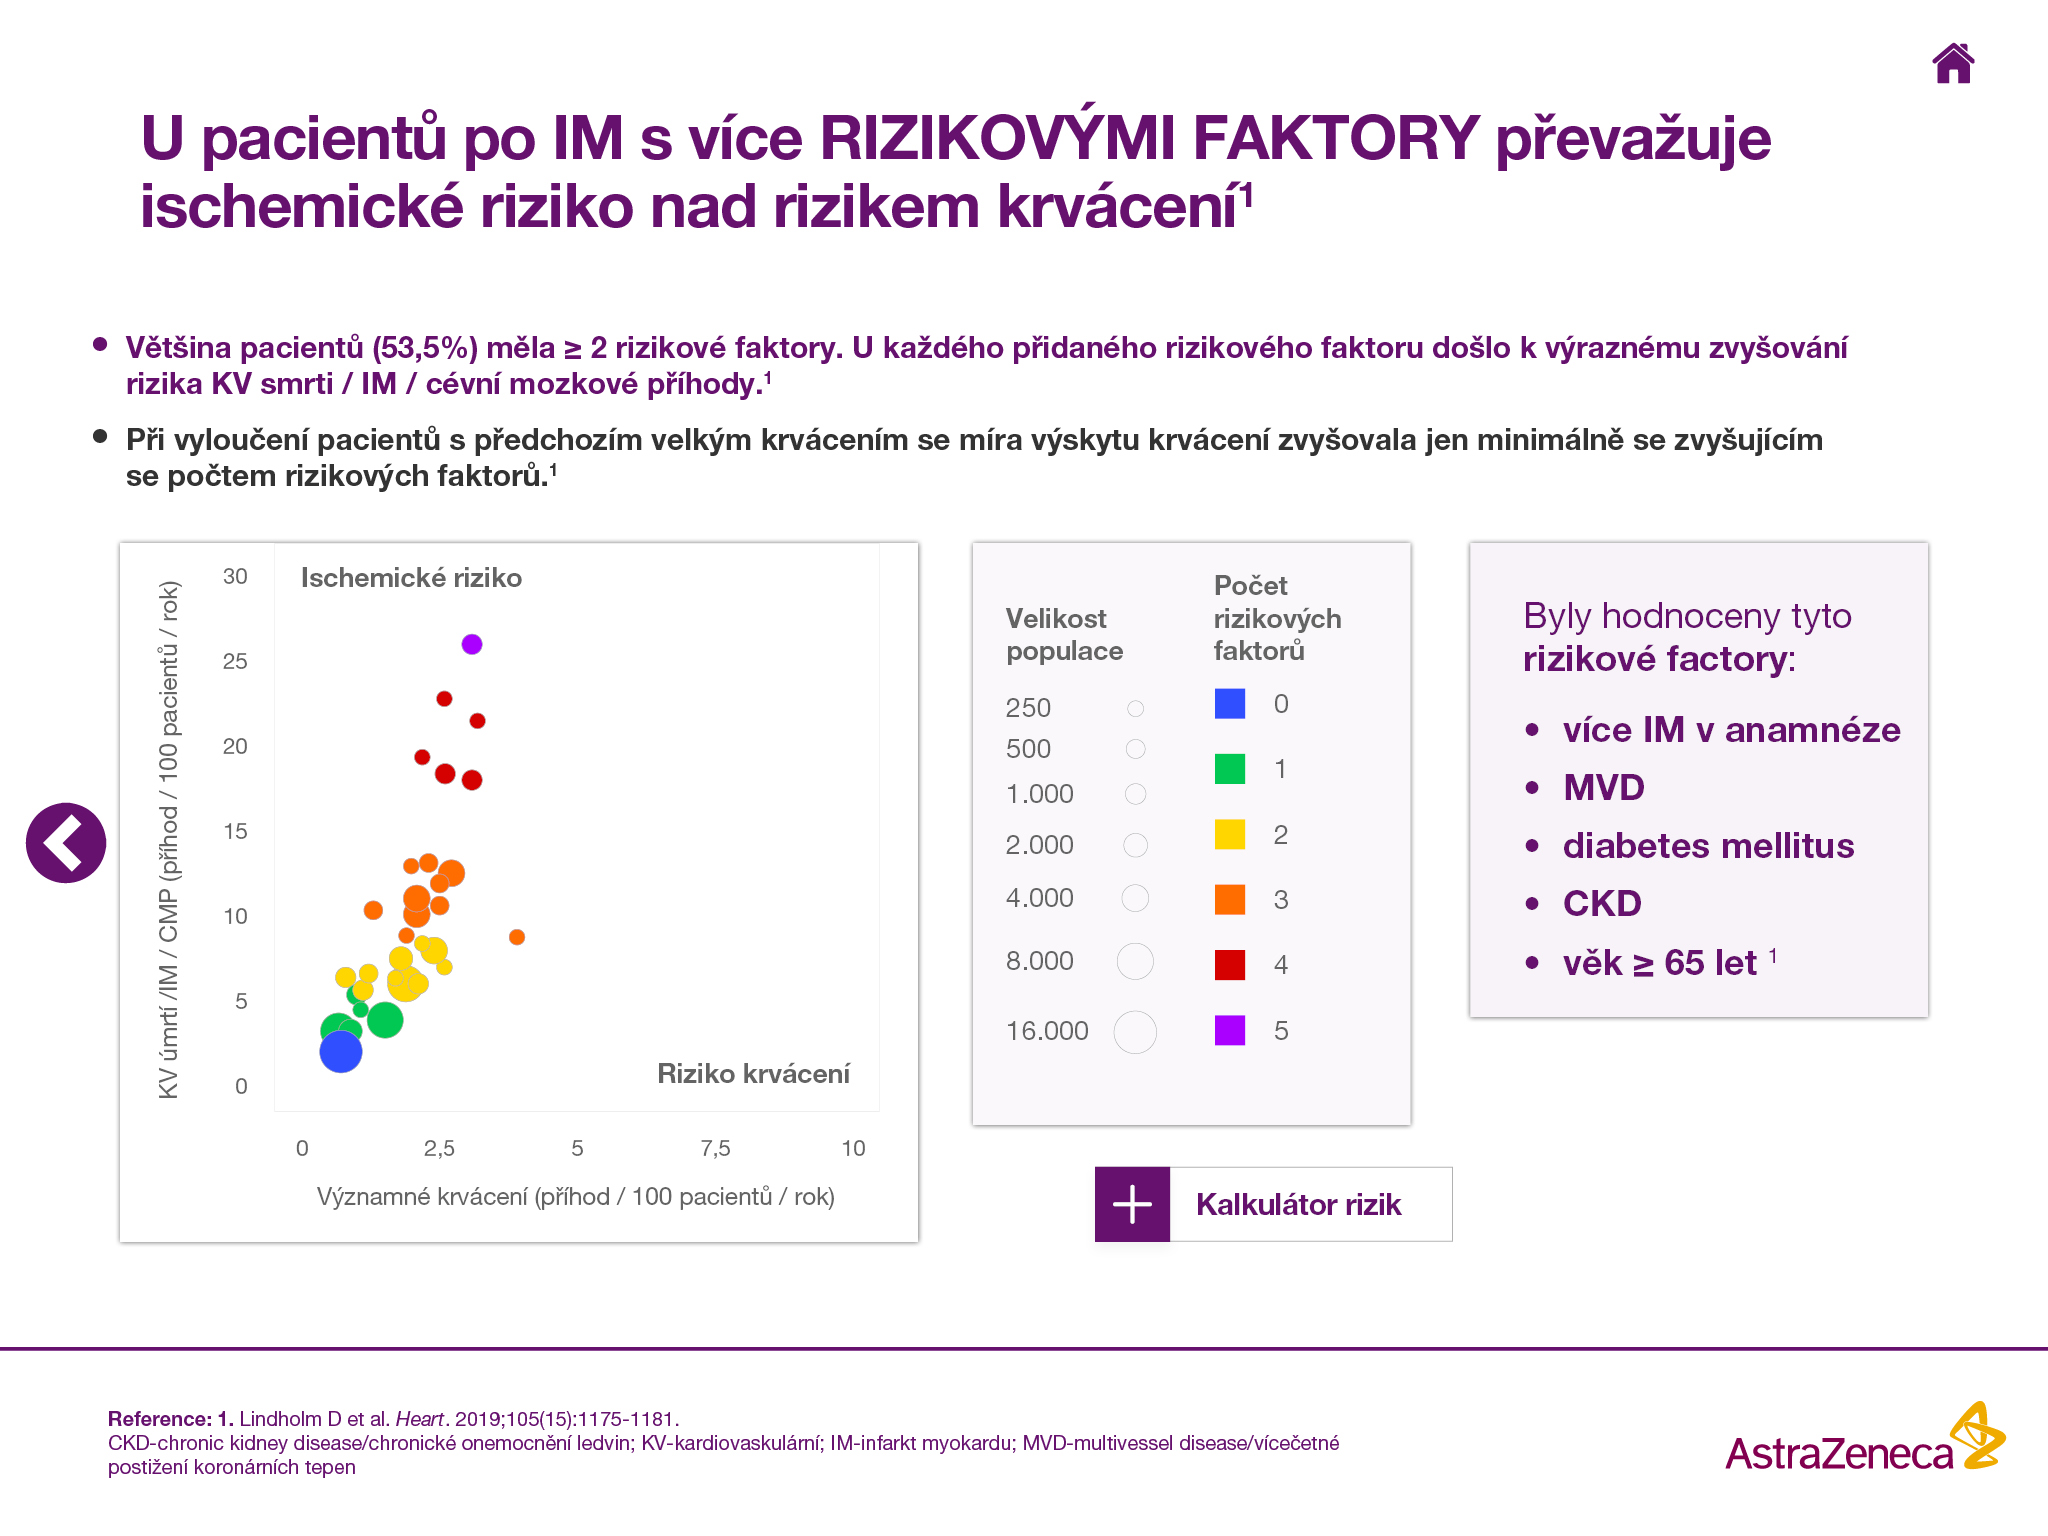 U pacientů po IM s více RIZIKOVÝMI FAKTORY převažuje
ischemické riziko nad rizikem krvácení¹
• Většina pacientů (53,5%) měla ≥ 2 rizikové faktory. U každého přidaného rizikového faktoru došlo k výraznému zvyšování
rizika KV smrti / IM / cévní mozkové příhody.¹
• Při vyloučení pacientů s předchozím velkým krvácením se míra výskytu krvácení zvyšovala jen minimálně se zvyšujícím
se počtem rizikových faktorů.¹
KV úmrtí /IM / CMP (příhod / 100 pacientů / rok)
30
25
20
15
10
5
0
Ischemické riziko
Riziko krvácení
0 2,5 5 7,5 10
Významné krvácení (příhod / 100 pacientů / rok)
Velikost
populace
250
500
1.000
2.000
4.000
8.000
16.000
Počet
rizikových
faktorů
0
1
2
3
4
5
Byly hodnoceny tyto
rizikové factory:
• více IM v anamnéze
• MVD
• diabetes mellitus
• CKD
• věk ≥ 65 let ¹
Kalkulátor rizik
Reference: 1. Lindholm D et al. Heart. 2019;105(15):1175-1181.
CKD-chronic kidney disease/chronické onemocnění ledvin; KV-kardiovaskulární; IM-infarkt myokardu; MVD-multivessel disease/vícečetné
postižení koronárních tepen
AstraZeneca